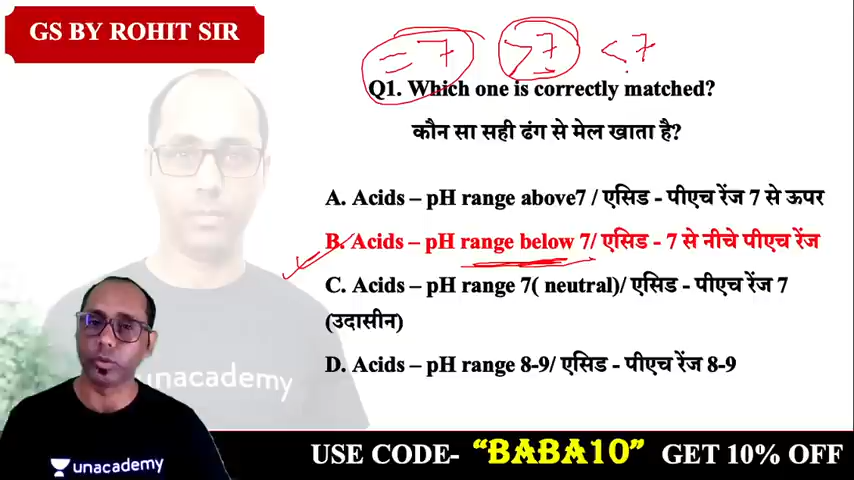 GS BY ROHIT SIR
= 7 >7 <7
Q1. Which one is correctly matched?
कौन सा सही ढंग से मेल खाता है?
A. Acids – pH range above7 / एसिड - पीएच रेंज 7 से ऊपर
B. Acids – pH range below 7/ एसिड - 7 से नीचे पीएच रेंज
C. Acids – pH range 7( neutral)/ एसिड - पीएच रेंज 7
(उदासीन)
D. Acids – pH range 8-9/ एसिड - पीएच रेंज 8-9
unacademy
unacademy
USE CODE- “BABA10” GET 10% OFF